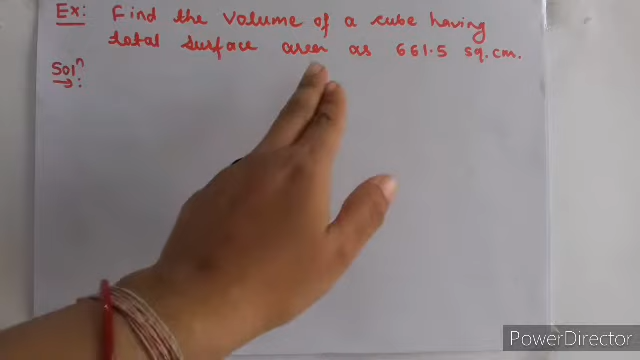 Ex: Find the volume of a cube having
total surface area as 661.5 sq.cm.
Solⁿ
→:
PowerDirector